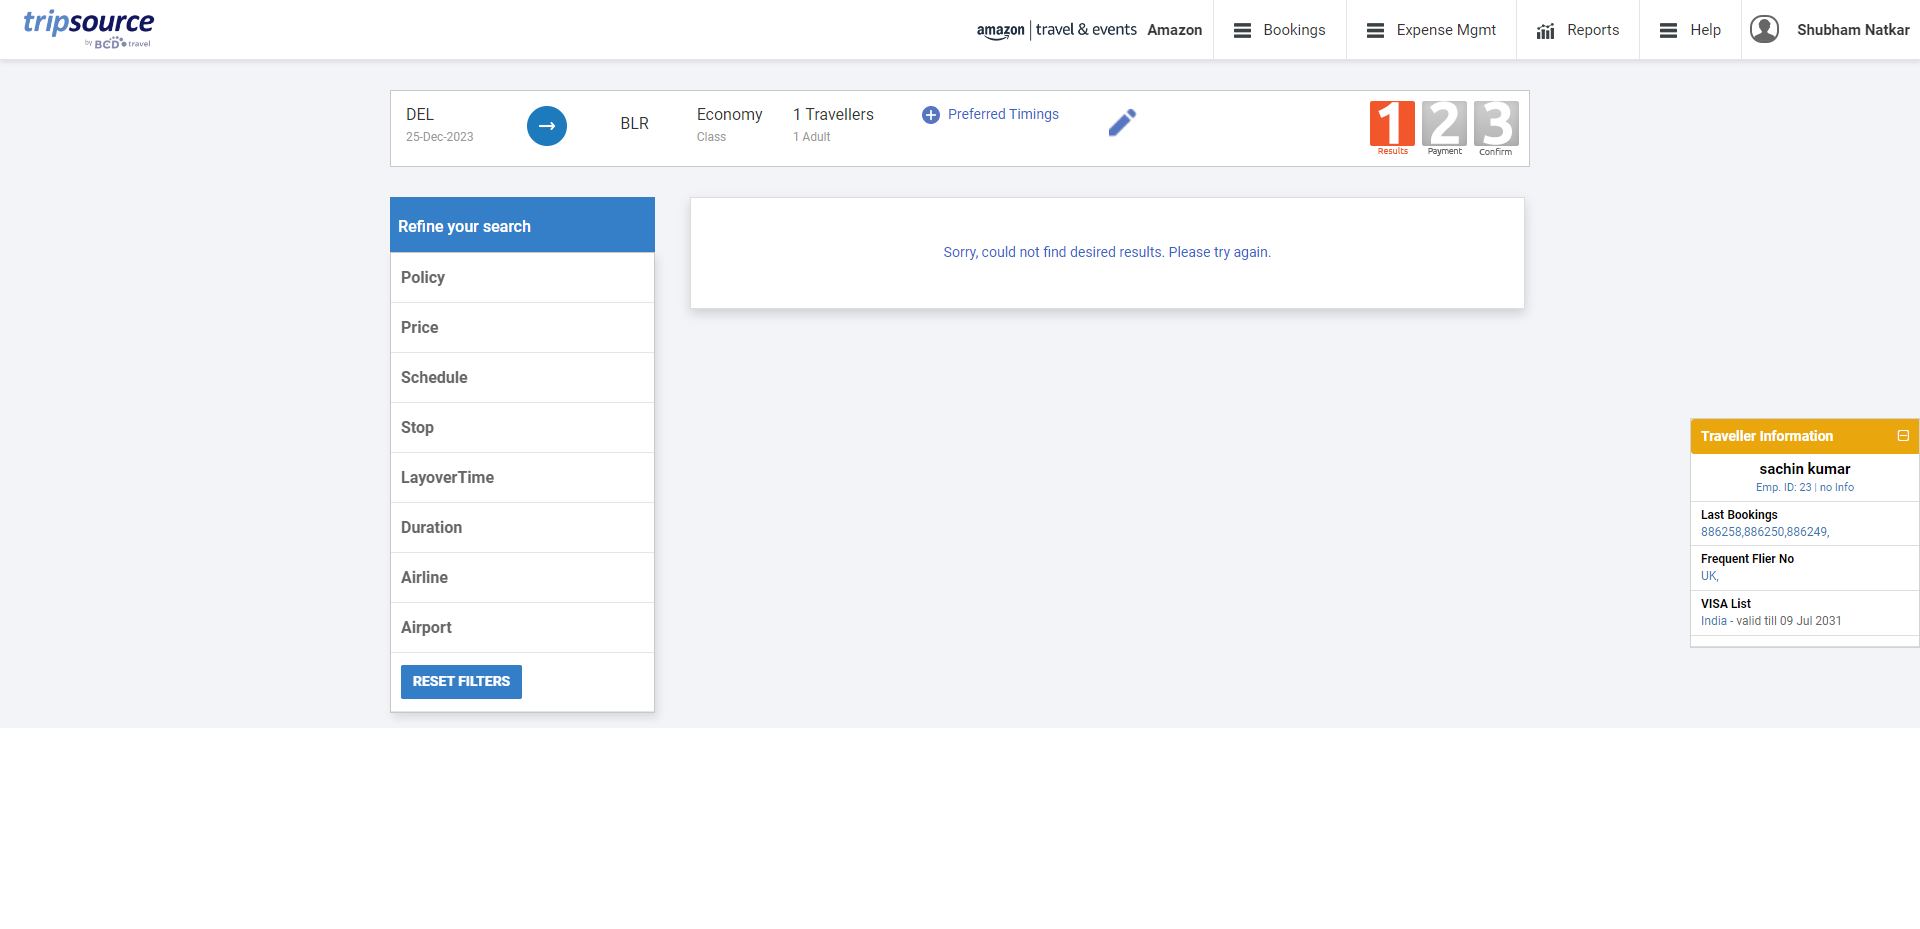 tripsource
by BCD travel
amazon | travel & events Amazon
Bookings
Expense Mgmt
Reports
Help
Shubham Natkar
DEL
25-Dec-2023
BLR
Economy
Class
1 Travellers
1 Adult
Preferred Timings
1 2 3
Results Payment Confirm
Refine your search
Policy
Price
Schedule
Stop
LayoverTime
Duration
Airline
Airport
RESET FILTERS
Sorry, could not find desired results. Please try again.
Traveller Information
sachin kumar
Emp. ID: 23 | no Info
Last Bookings
886258,886250,886249,
Frequent Flier No
UK,
VISA List
India - valid till 09 Jul 2031